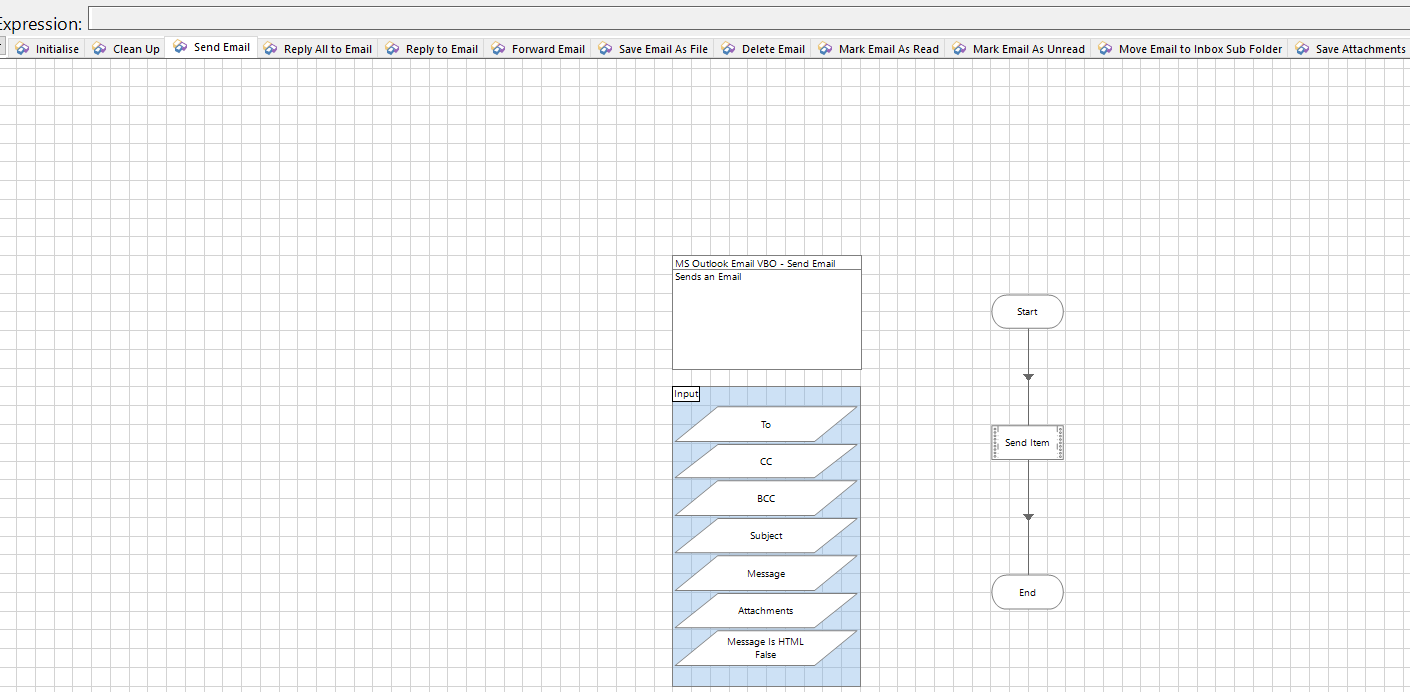 Expression:
Initialise Clean Up Send Email Reply All to Email Reply to Email Forward Email Save Email As File Delete Email Mark Email As Read Mark Email As Unread Move Email to Inbox Sub Folder Save Attachments
MS Outlook Email VBO - Send Email
Sends an Email
Input
To
CC
BCC
Subject
Message
Attachments
Message Is HTML
False
Start
Send Item
End